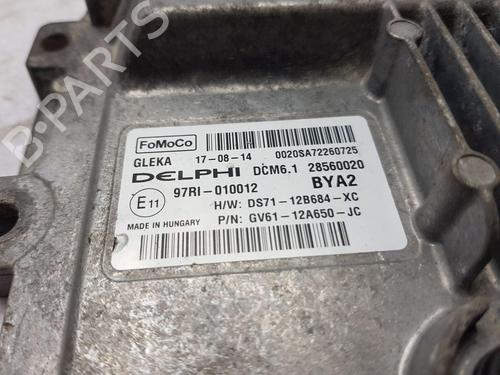 FoMoCo
GLEKA 17-08-14 0020SA72260725
DELPHI DCM6.1 28560020
97RI-010012 BYA2
E11 H/W: DS71-12B684-XC
MADE IN HUNGARY P/N: GV61-12A650-JC
B-PARTS